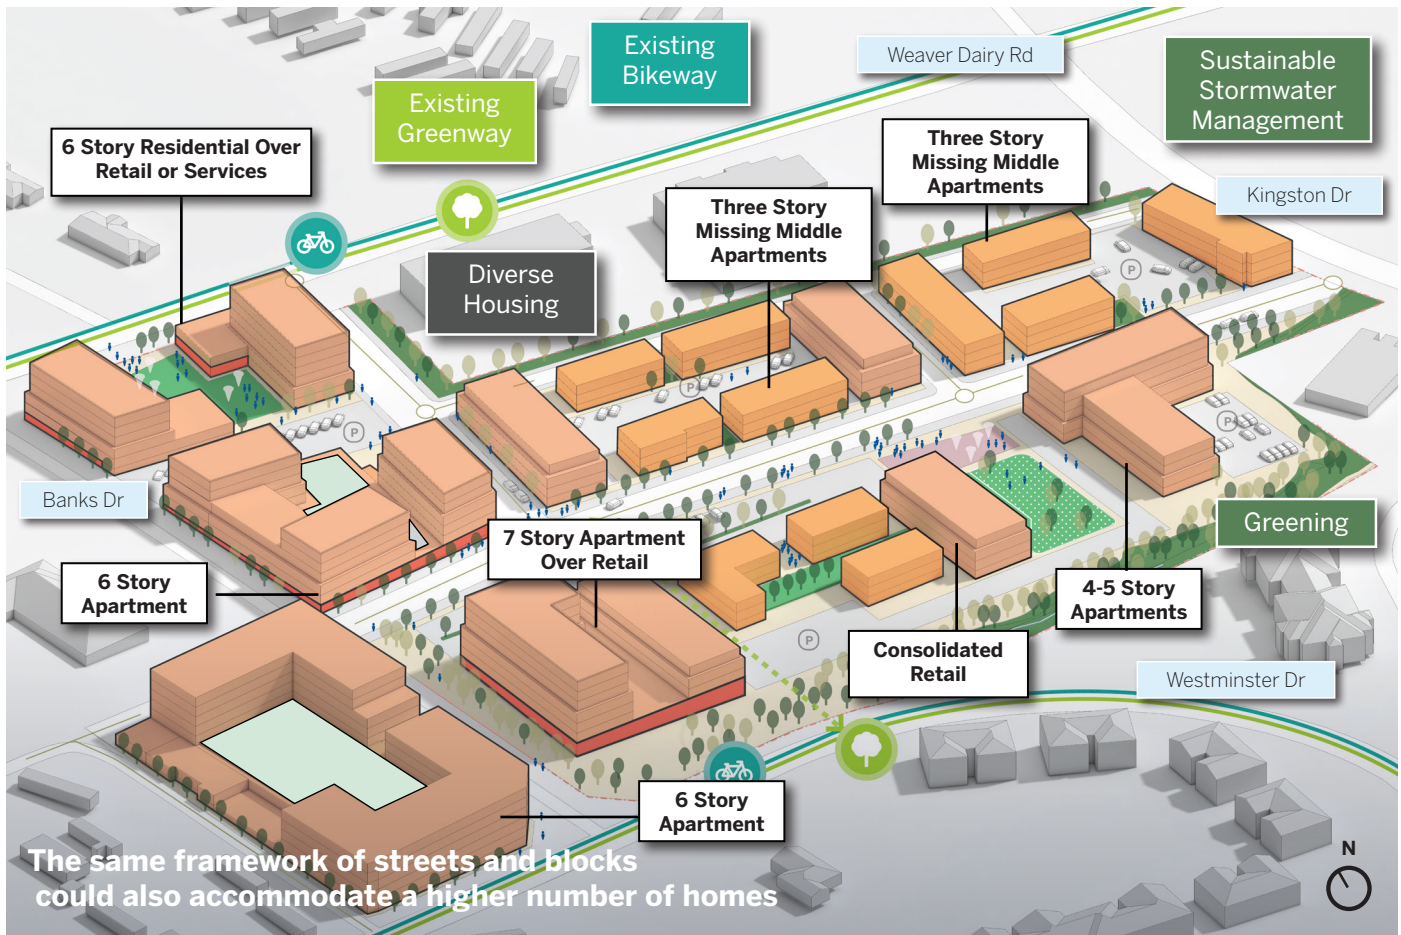 Existing
Bikeway
Weaver Dairy Rd
Sustainable
Stormwater
Management
Existing
Greenway
6 Story Residential Over
Retail or Services
Three Story
Missing Middle
Apartments
Three Story
Missing Middle
Apartments
Kingston Dr
Diverse
Housing
P
P
P
P
Banks Dr
Greening
7 Story Apartment
Over Retail
6 Story
Apartment
4-5 Story
Apartments
P
Consolidated
Retail
Westminster Dr
6 Story
Apartment
The same framework of streets and blocks
could also accommodate a higher number of homes
N